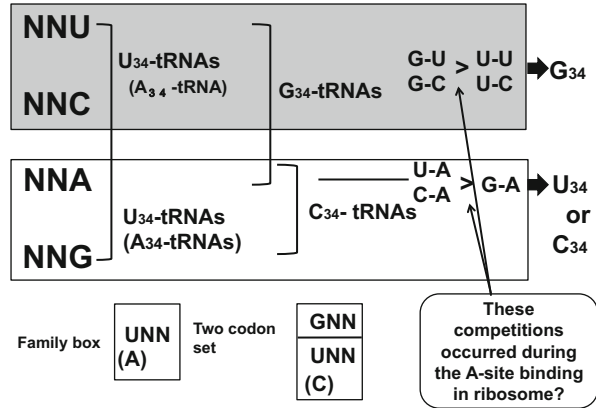 NNU
NNC
U34-tRNAs
(A34-tRNA)
G34-tRNAs
G-U > U-U
G-C U-C
G34
NNA
NNG
U34-tRNAs
(A34-tRNAs)
C34- tRNAs
U-A
C-A > G-A
U34
or
C34
Family box
UNN
(A)
Two codon
set
GNN
UNN
(C)
These
competitions
occurred during
the A-site binding
in ribosome?